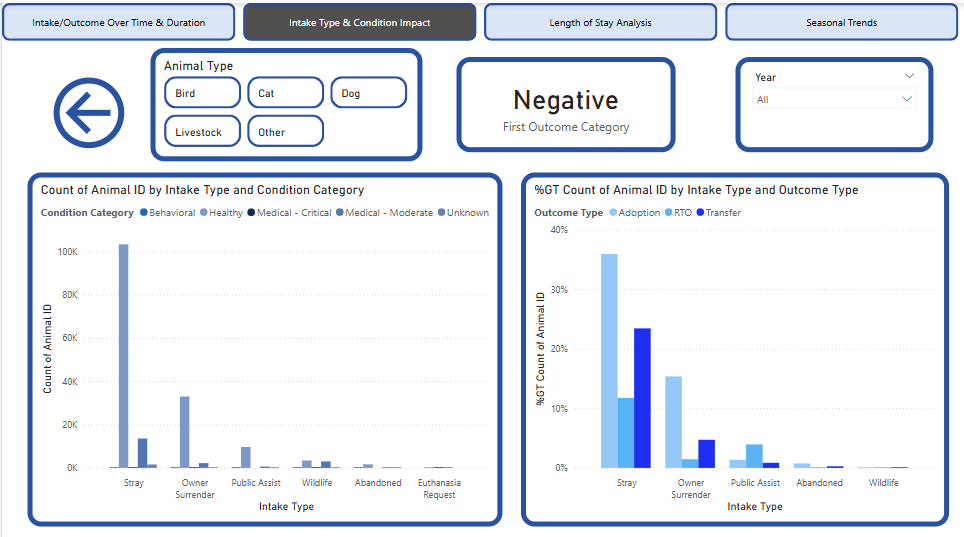 Intake/Outcome Over Time & Duration
Intake Type & Condition Impact
Length of Stay Analysis
Seasonal Trends
Animal Type
Bird
Cat
Dog
Livestock
Other
Negative
First Outcome Category
Year
All
Count of Animal ID by Intake Type and Condition Category
Condition Category Behavioral Healthy Medical - Critical Medical - Moderate Unknown
100K
80K
60K
40K
20K
0K
Count of Animal ID
Stray
Owner
Surrender
Public Assist
Wildlife
Abandoned
Euthanasia
Request
Intake Type
%GT Count of Animal ID by Intake Type and Outcome Type
Outcome Type Adoption RTO Transfer
40%
30%
20%
10%
0%
%GT Count of Animal ID
Stray
Owner
Surrender
Public Assist
Abandoned
Wildlife
Intake Type